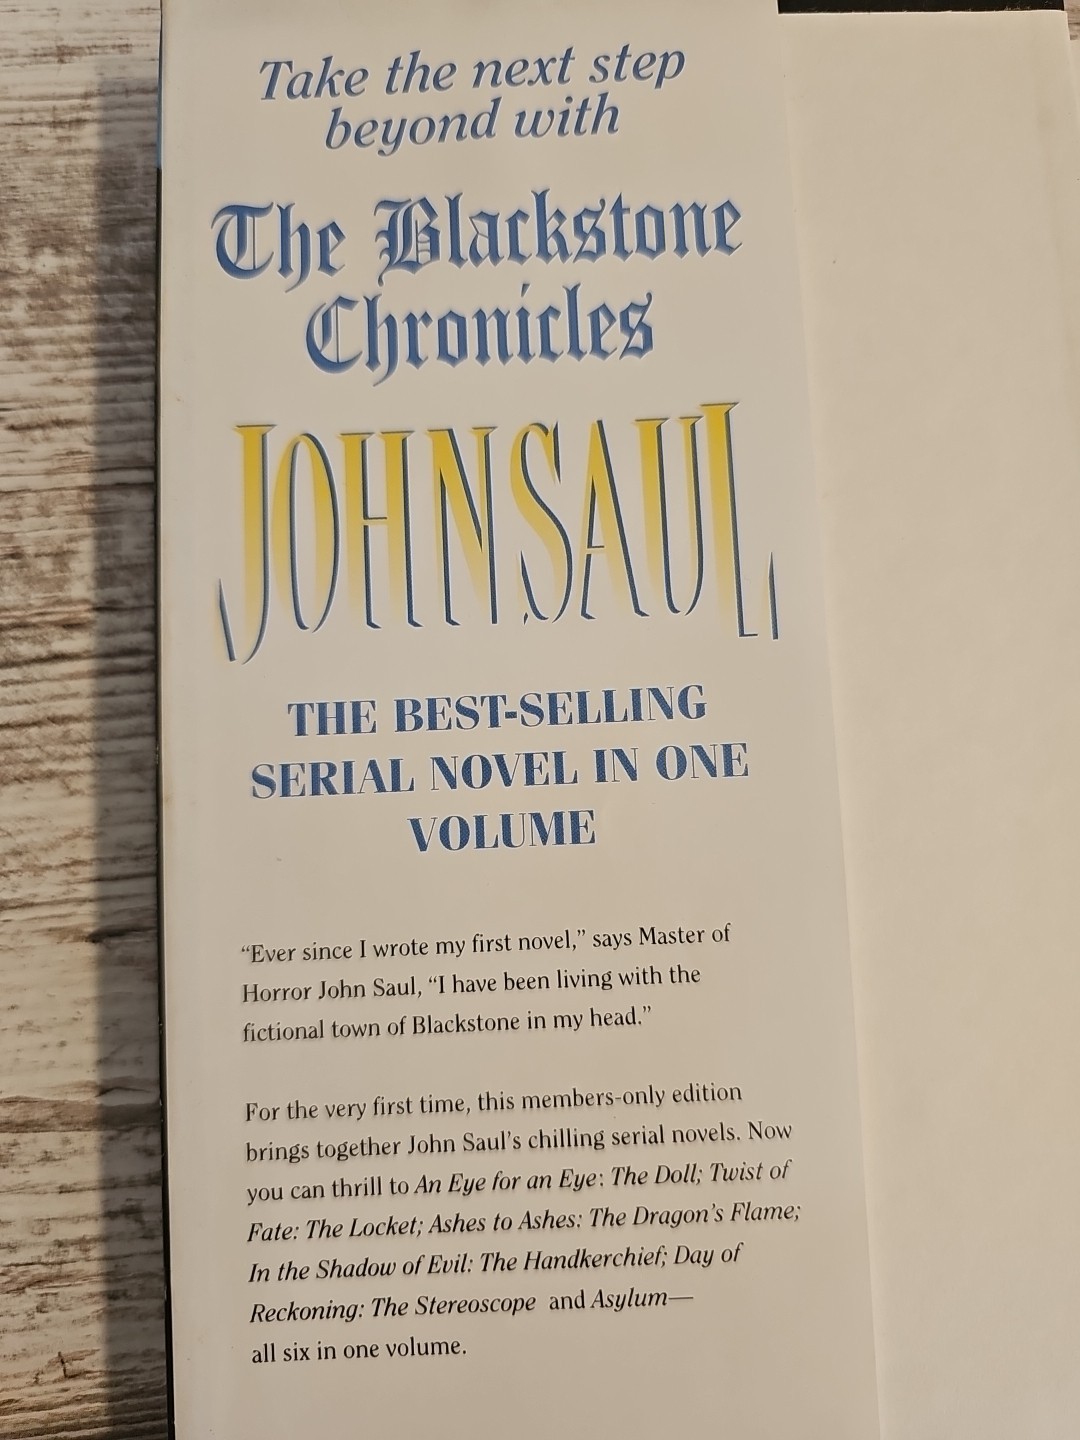 Take the next step
beyond with
The Blackstone
Chronicles
JOHN SAUL
THE BEST-SELLING
SERIAL NOVEL IN ONE
VOLUME
“Ever since I wrote my first novel,” says Master of
Horror John Saul, “I have been living with the
fictional town of Blackstone in my head.”
For the very first time, this members-only edition
brings together John Saul’s chilling serial novels. Now
you can thrill to An Eye for an Eye: The Doll; Twist of
Fate: The Locket; Ashes to Ashes: The Dragon’s Flame;
In the Shadow of Evil: The Handkerchief; Day of
Reckoning: The Stereoscope and Asylum—
all six in one volume.